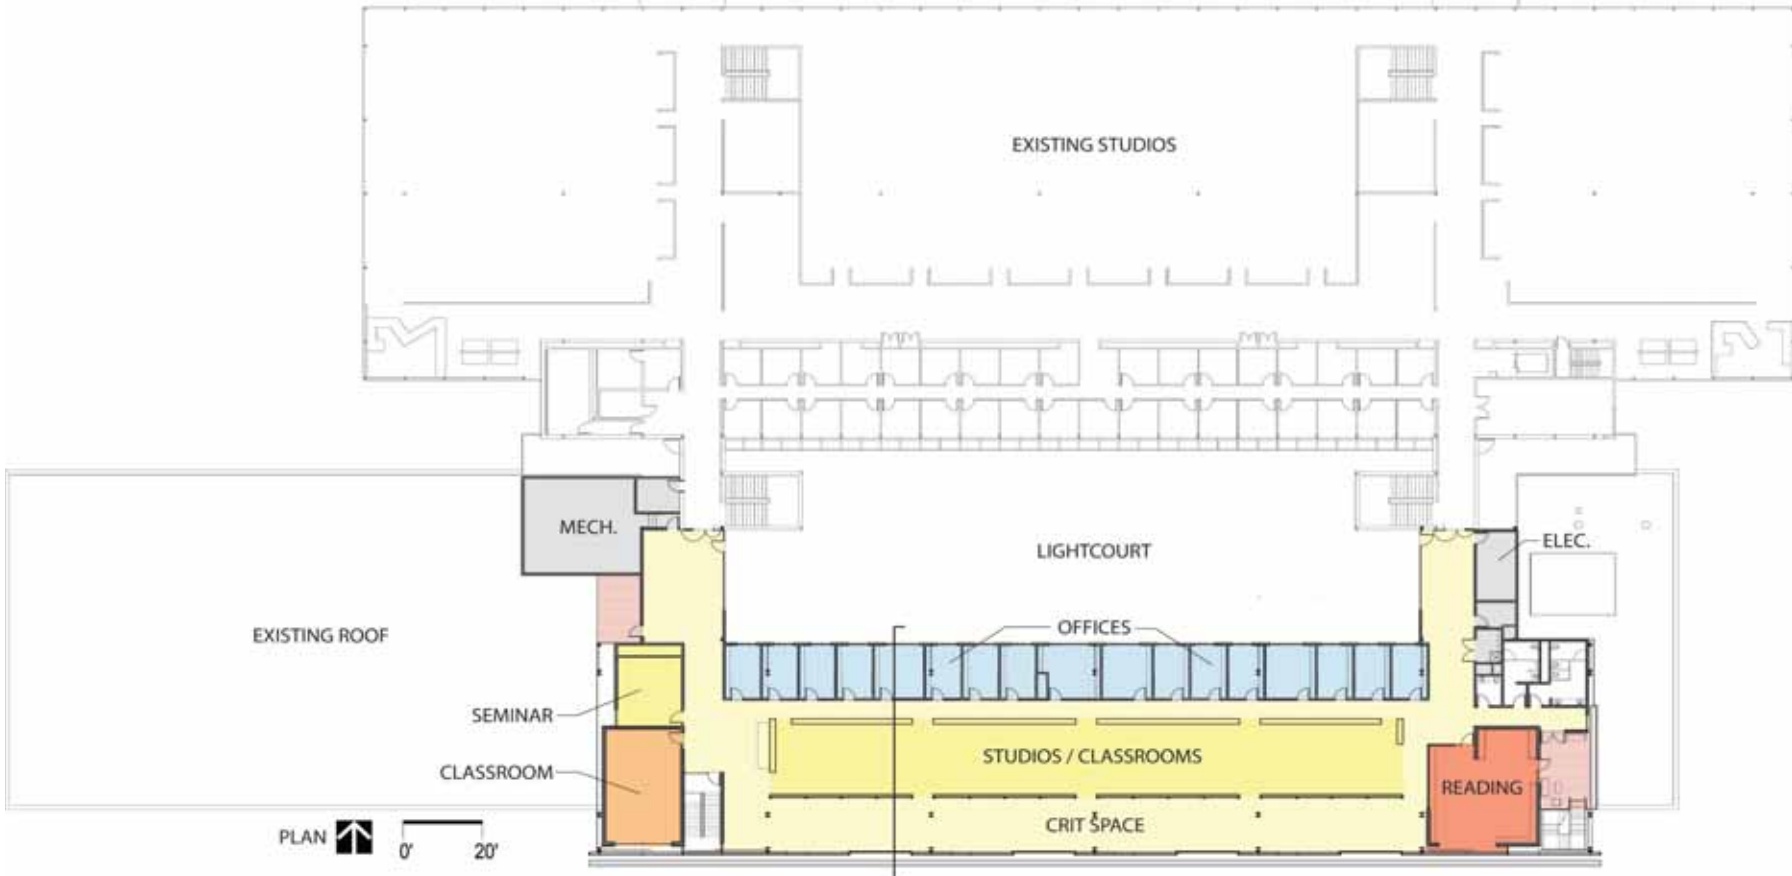 EXISTING STUDIOS
MECH.
LIGHTCOURT
ELEC.
EXISTING ROOF
OFFICES
SEMINAR
STUDIOS / CLASSROOMS
CLASSROOM
READING
CRIT SPACE
PLAN
0' 20'